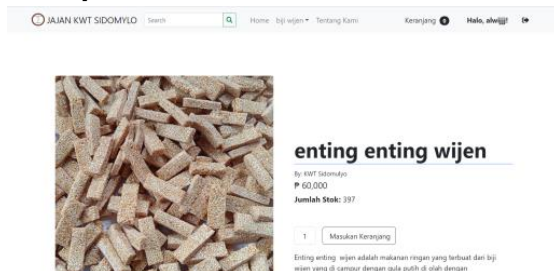 JAJAN KWT SIDOMYLO Search Home biji wijen Tentang Kami Keranjang 0 Halo, alwijjj!
enting enting wijen
By: KWT Sidomulyo
₱ 60,000
Jumlah Stok: 397
1 Masukan Keranjang
Enting enting wijen adalah makanan ringan yang terbuat dari biji
wijen yang di campur dengan gula putih di olah dengan